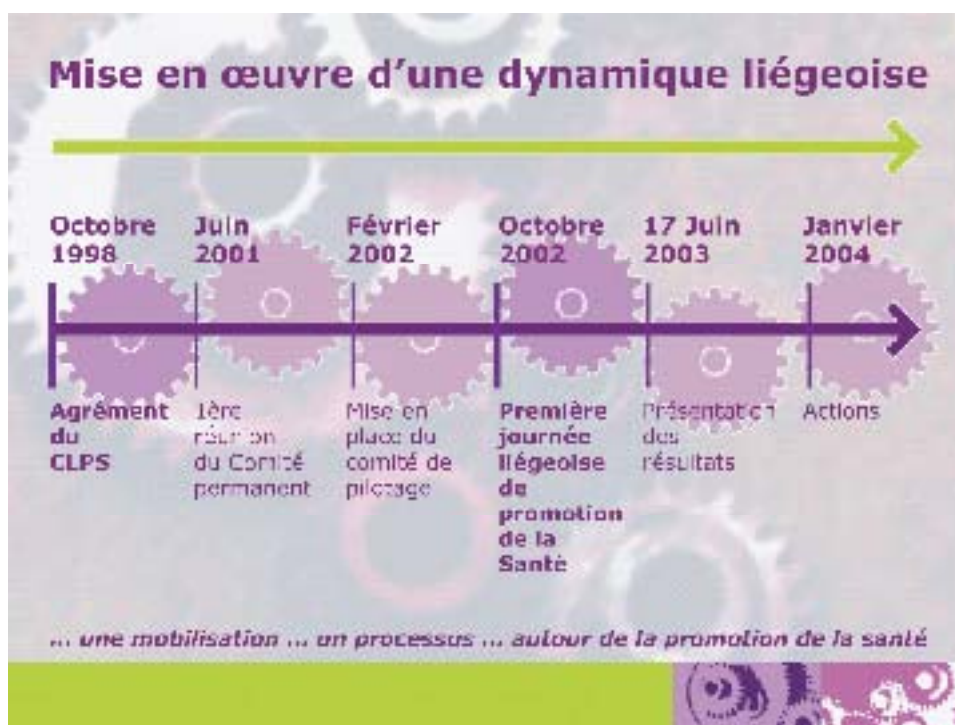 Mise en œuvre d’une dynamique liégeoise
Octobre 1998
Juin 2001
Février 2002
Octobre 2002
17 Juin 2003
Janvier 2004
Agrément
du
CLPS
1ère
réunion
du Comité
permanent
Mise en
place du
comité de
pilotage
Première
journée
liégeoise
de
promotion
de la
Santé
Présentation
des
résultats
Actions
... une mobilisation ... un processus ... autour de la promotion de la santé